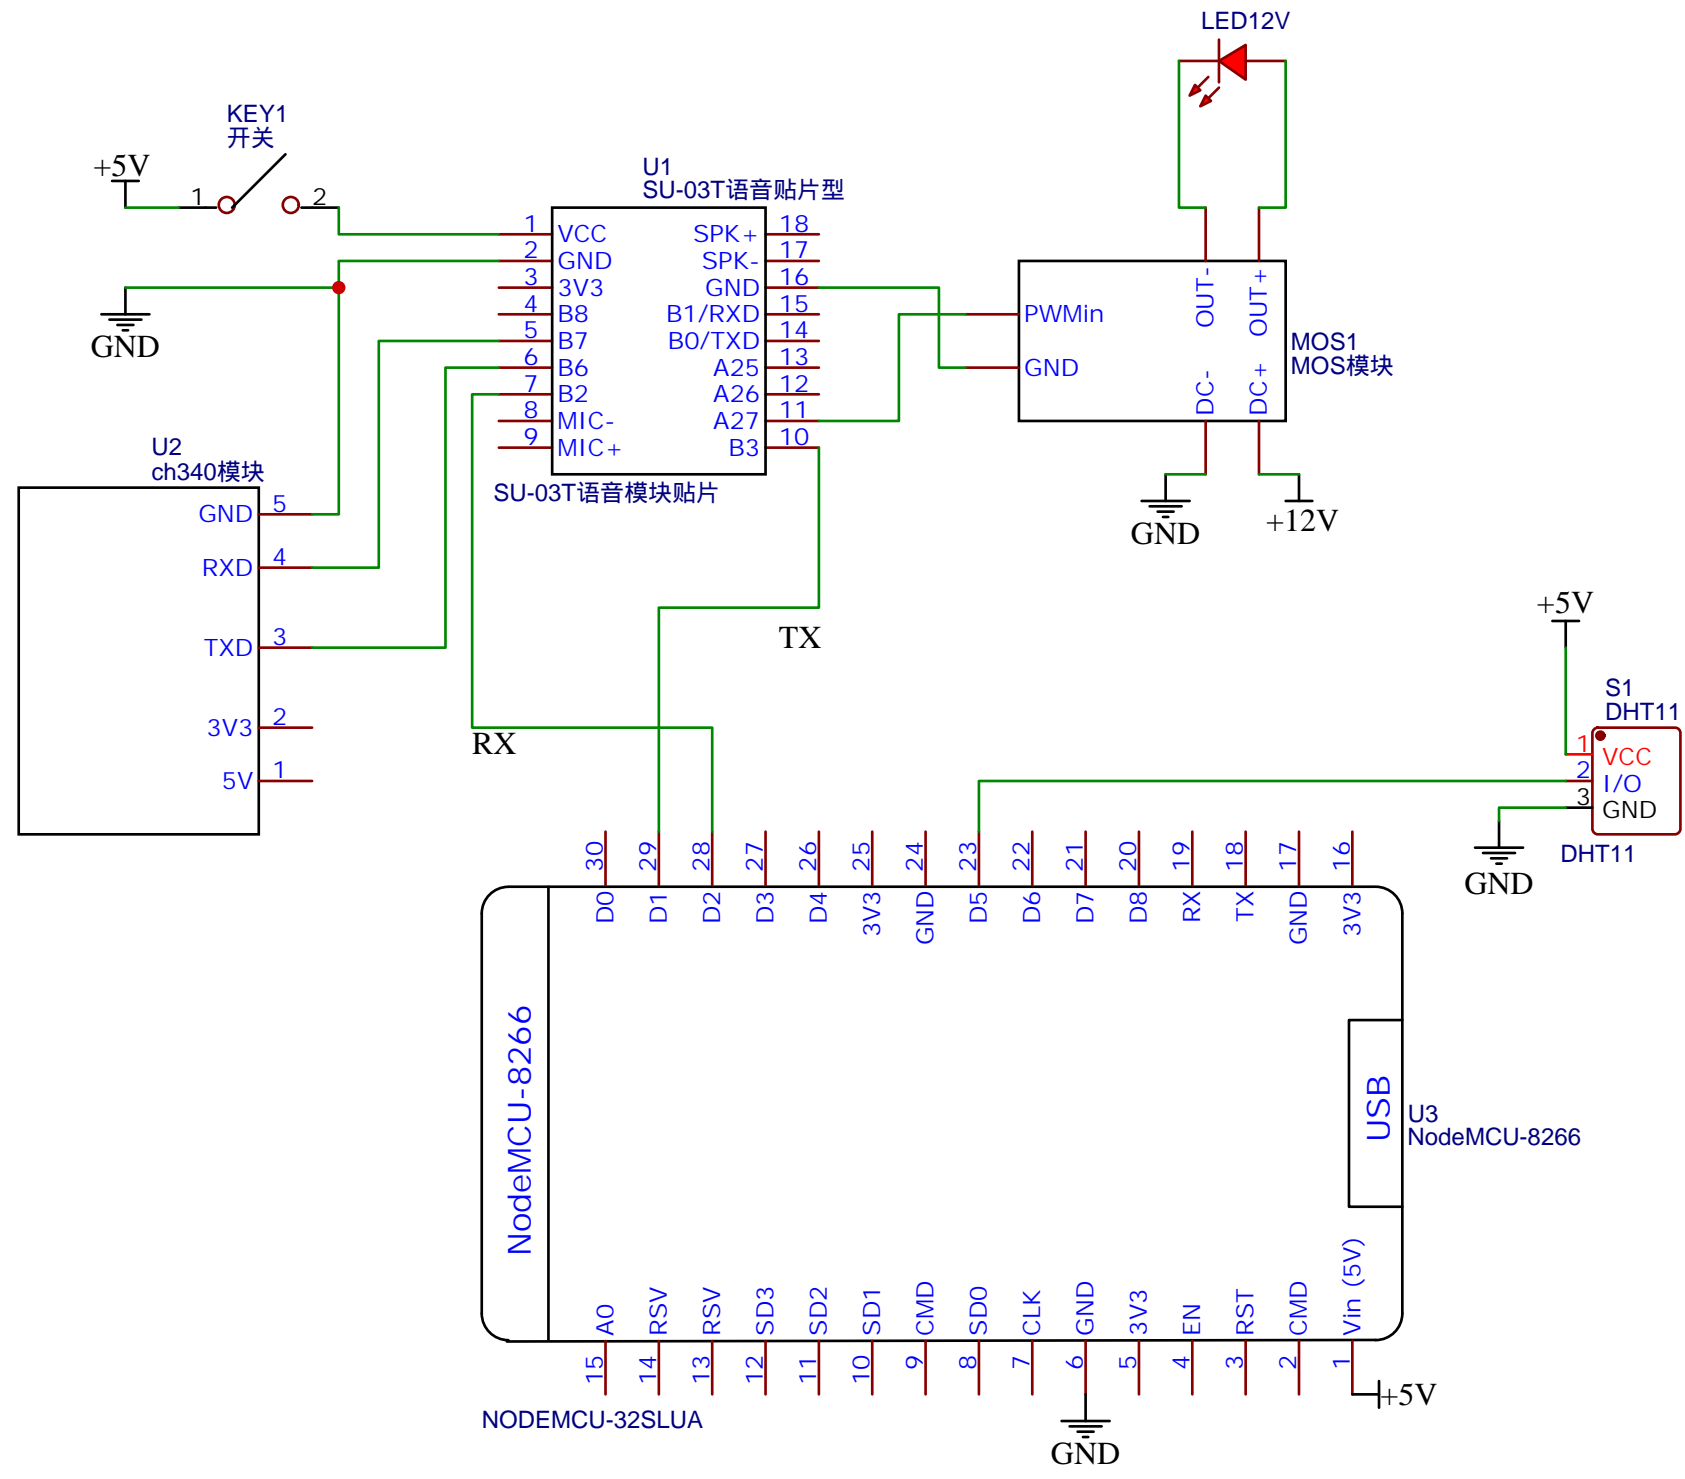 LED12V
KEY1
开关
+5V
1
2
U1
SU-03T语音贴片型
1
VCC
2
GND
3
3V3
4
B8
5
B7
6
B6
7
B2
8
MIC-
9
MIC+
SPK+
18
SPK-
17
GND
16
B1/RXD
15
B0/TXD
14
A25
13
A26
12
A27
11
B3
10
SU-03T语音模块贴片
GND
PWMin
GND
OUT-
OUT+
DC-
DC+
MOS1
MOS模块
GND
+12V
U2
ch340模块
GND
5
RXD
4
TXD
3
3V3
2
5V
1
TX
RX
+5V
S1
DHT11
1
VCC
2
I/O
3
GND
DHT11
GND
30
29
28
27
26
25
24
23
22
21
20
19
18
17
16
D0
D1
D2
D3
D4
3V3
GND
D5
D6
D7
D8
RX
TX
GND
3V3
NodeMCU-8266
USB
U3
NodeMCU-8266
A0
RSV
RSV
SD3
SD2
SD1
CMD
SD0
CLK
GND
3V3
EN
RST
CMD
Vin (5V)
15
14
13
12
11
10
9
8
7
6
5
4
3
2
1
+5V
NODEMCU-32SLUA
GND